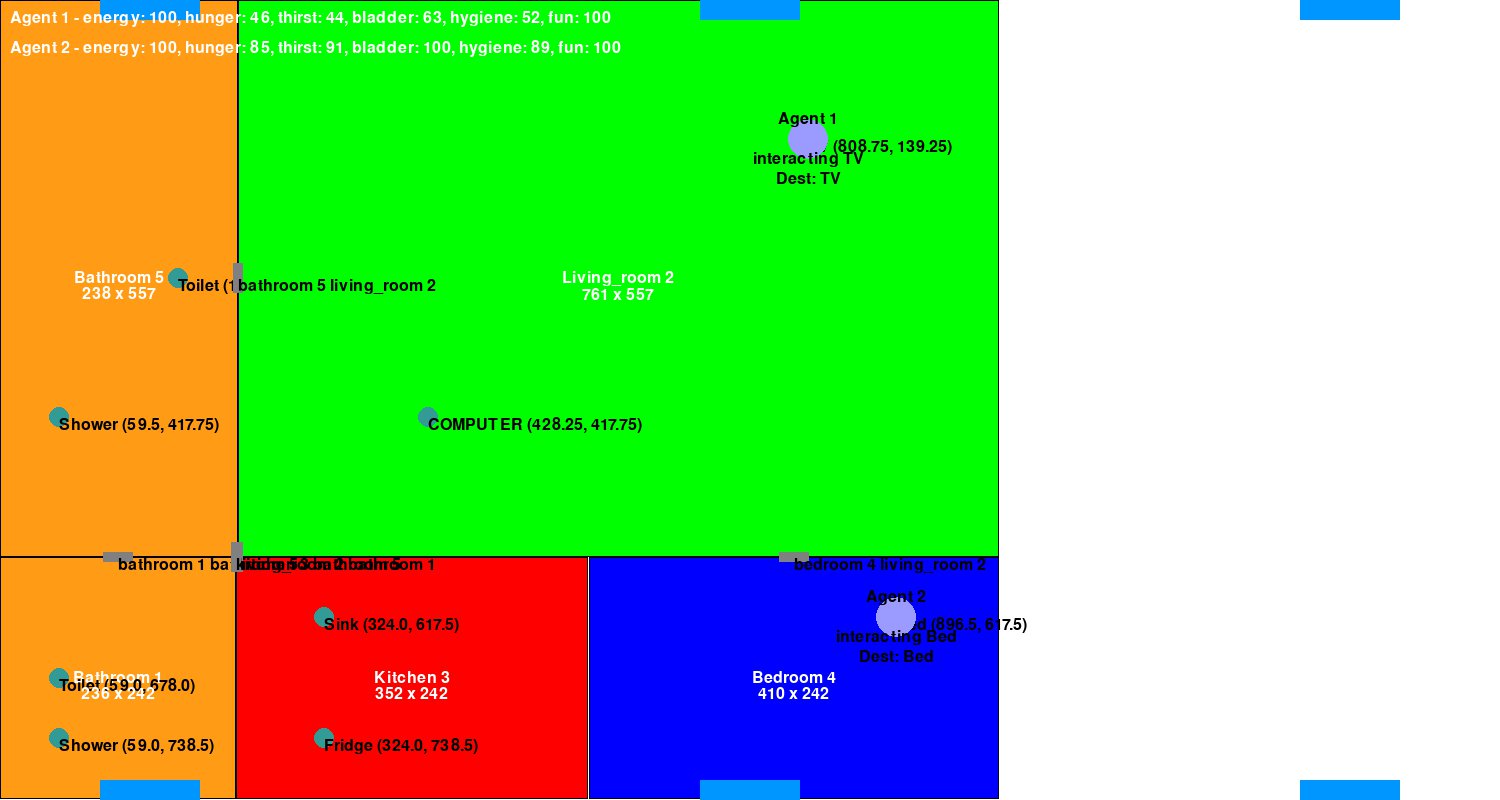 Agent 1 - energy: 100, hunger: 46, thirst: 44, bladder: 63, hygiene: 52, fun: 100
Agent 2 - energy: 100, hunger: 85, thirst: 91, bladder: 100, hygiene: 89, fun: 100
Agent 1
(808.75, 139.25)
interacting TV
Dest: TV
Bathroom 5
238 x 557
Toilet (1
bathroom 5 living_room 2
Living_room 2
761 x 557
Shower (59.5, 417.75)
COMPUTER (428.25, 417.75)
bathroom 1
bathroom 1
bedroom 4 living_room 2
Agent 2
(896.5, 617.5)
interacting Bed
Dest: Bed
Sink (324.0, 617.5)
Bathroom 1
236 x 242
Toilet (59.0, 678.0)
Kitchen 3
352 x 242
Bedroom 4
410 x 242
Shower (59.0, 738.5)
Fridge (324.0, 738.5)